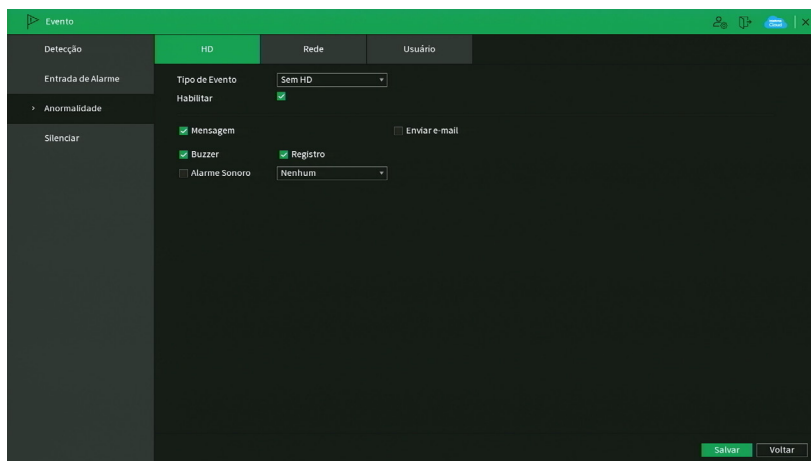 Evento
Cloud
Detecção
Entrada de Alarme
Anormalidade
Silenciar
HD
Rede
Usuário
Tipo de Evento
Sem HD
Habilitar
Mensagem
Enviar e-mail
Buzzer
Registro
Alarme Sonoro
Nenhum
Salvar
Voltar